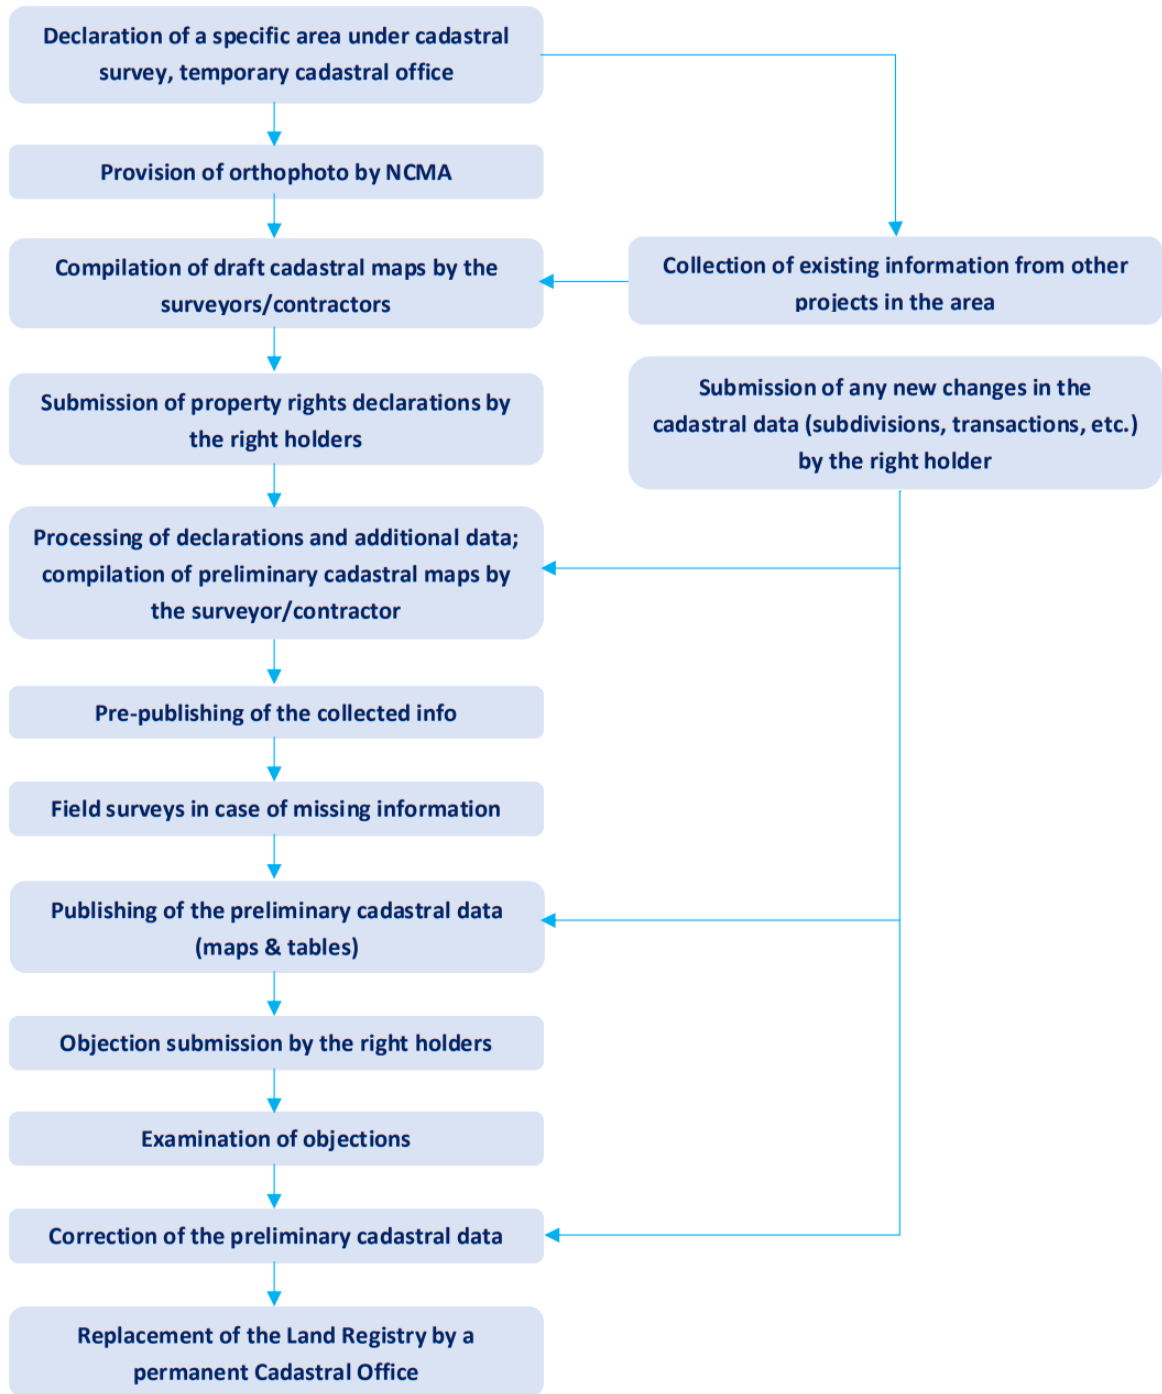 Declaration of a specific area under cadastral
survey, temporary cadastral office
Provision of orthophoto by NCMA
Compilation of draft cadastral maps by the
surveyors/contractors
Collection of existing information from other
projects in the area
Submission of property rights declarations by
the right holders
Submission of any new changes in the
cadastral data (subdivisions, transactions, etc.)
by the right holder
Processing of declarations and additional data;
compilation of preliminary cadastral maps by
the surveyor/contractor
Pre-publishing of the collected info
Field surveys in case of missing information
Publishing of the preliminary cadastral data
(maps & tables)
Objection submission by the right holders
Examination of objections
Correction of the preliminary cadastral data
Replacement of the Land Registry by a
permanent Cadastral Office